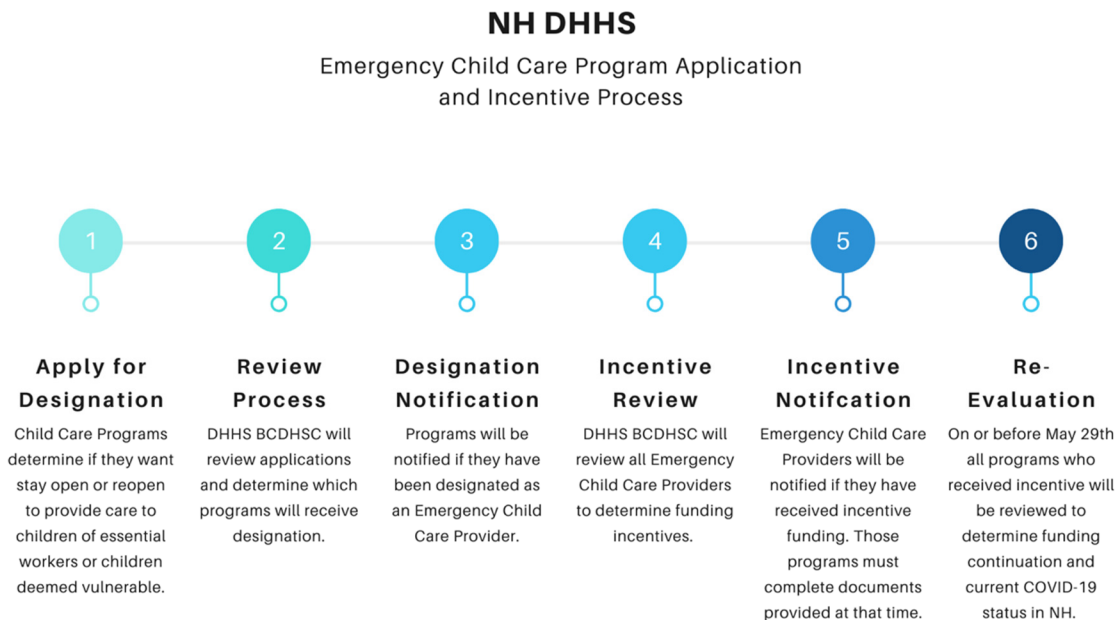 NH DHHS
Emergency Child Care Program Application
and Incentive Process
1
Apply for
Designation
Child Care Programs
determine if they want
stay open or reopen
to provide care to
children of essential
workers or children
deemed vulnerable.
2
Review
Process
DHHS BCDHSC will
review applications
and determine which
programs will receive
designation.
3
Designation
Notification
Programs will be
notified if they have
been designated as
an Emergency Child
Care Provider.
4
Incentive
Review
DHHS BCDHSC will
review all Emergency
Child Care Providers
to determine funding
incentives.
5
Incentive
Notifcation
Emergency Child Care
Providers will be
notified if they have
received incentive
funding. Those
programs must
complete documents
provided at that time.
6
Re-
Evaluation
On or before May 29th
all programs who
received incentive will
be reviewed to
determine funding
continuation and
current COVID-19
status in NH.